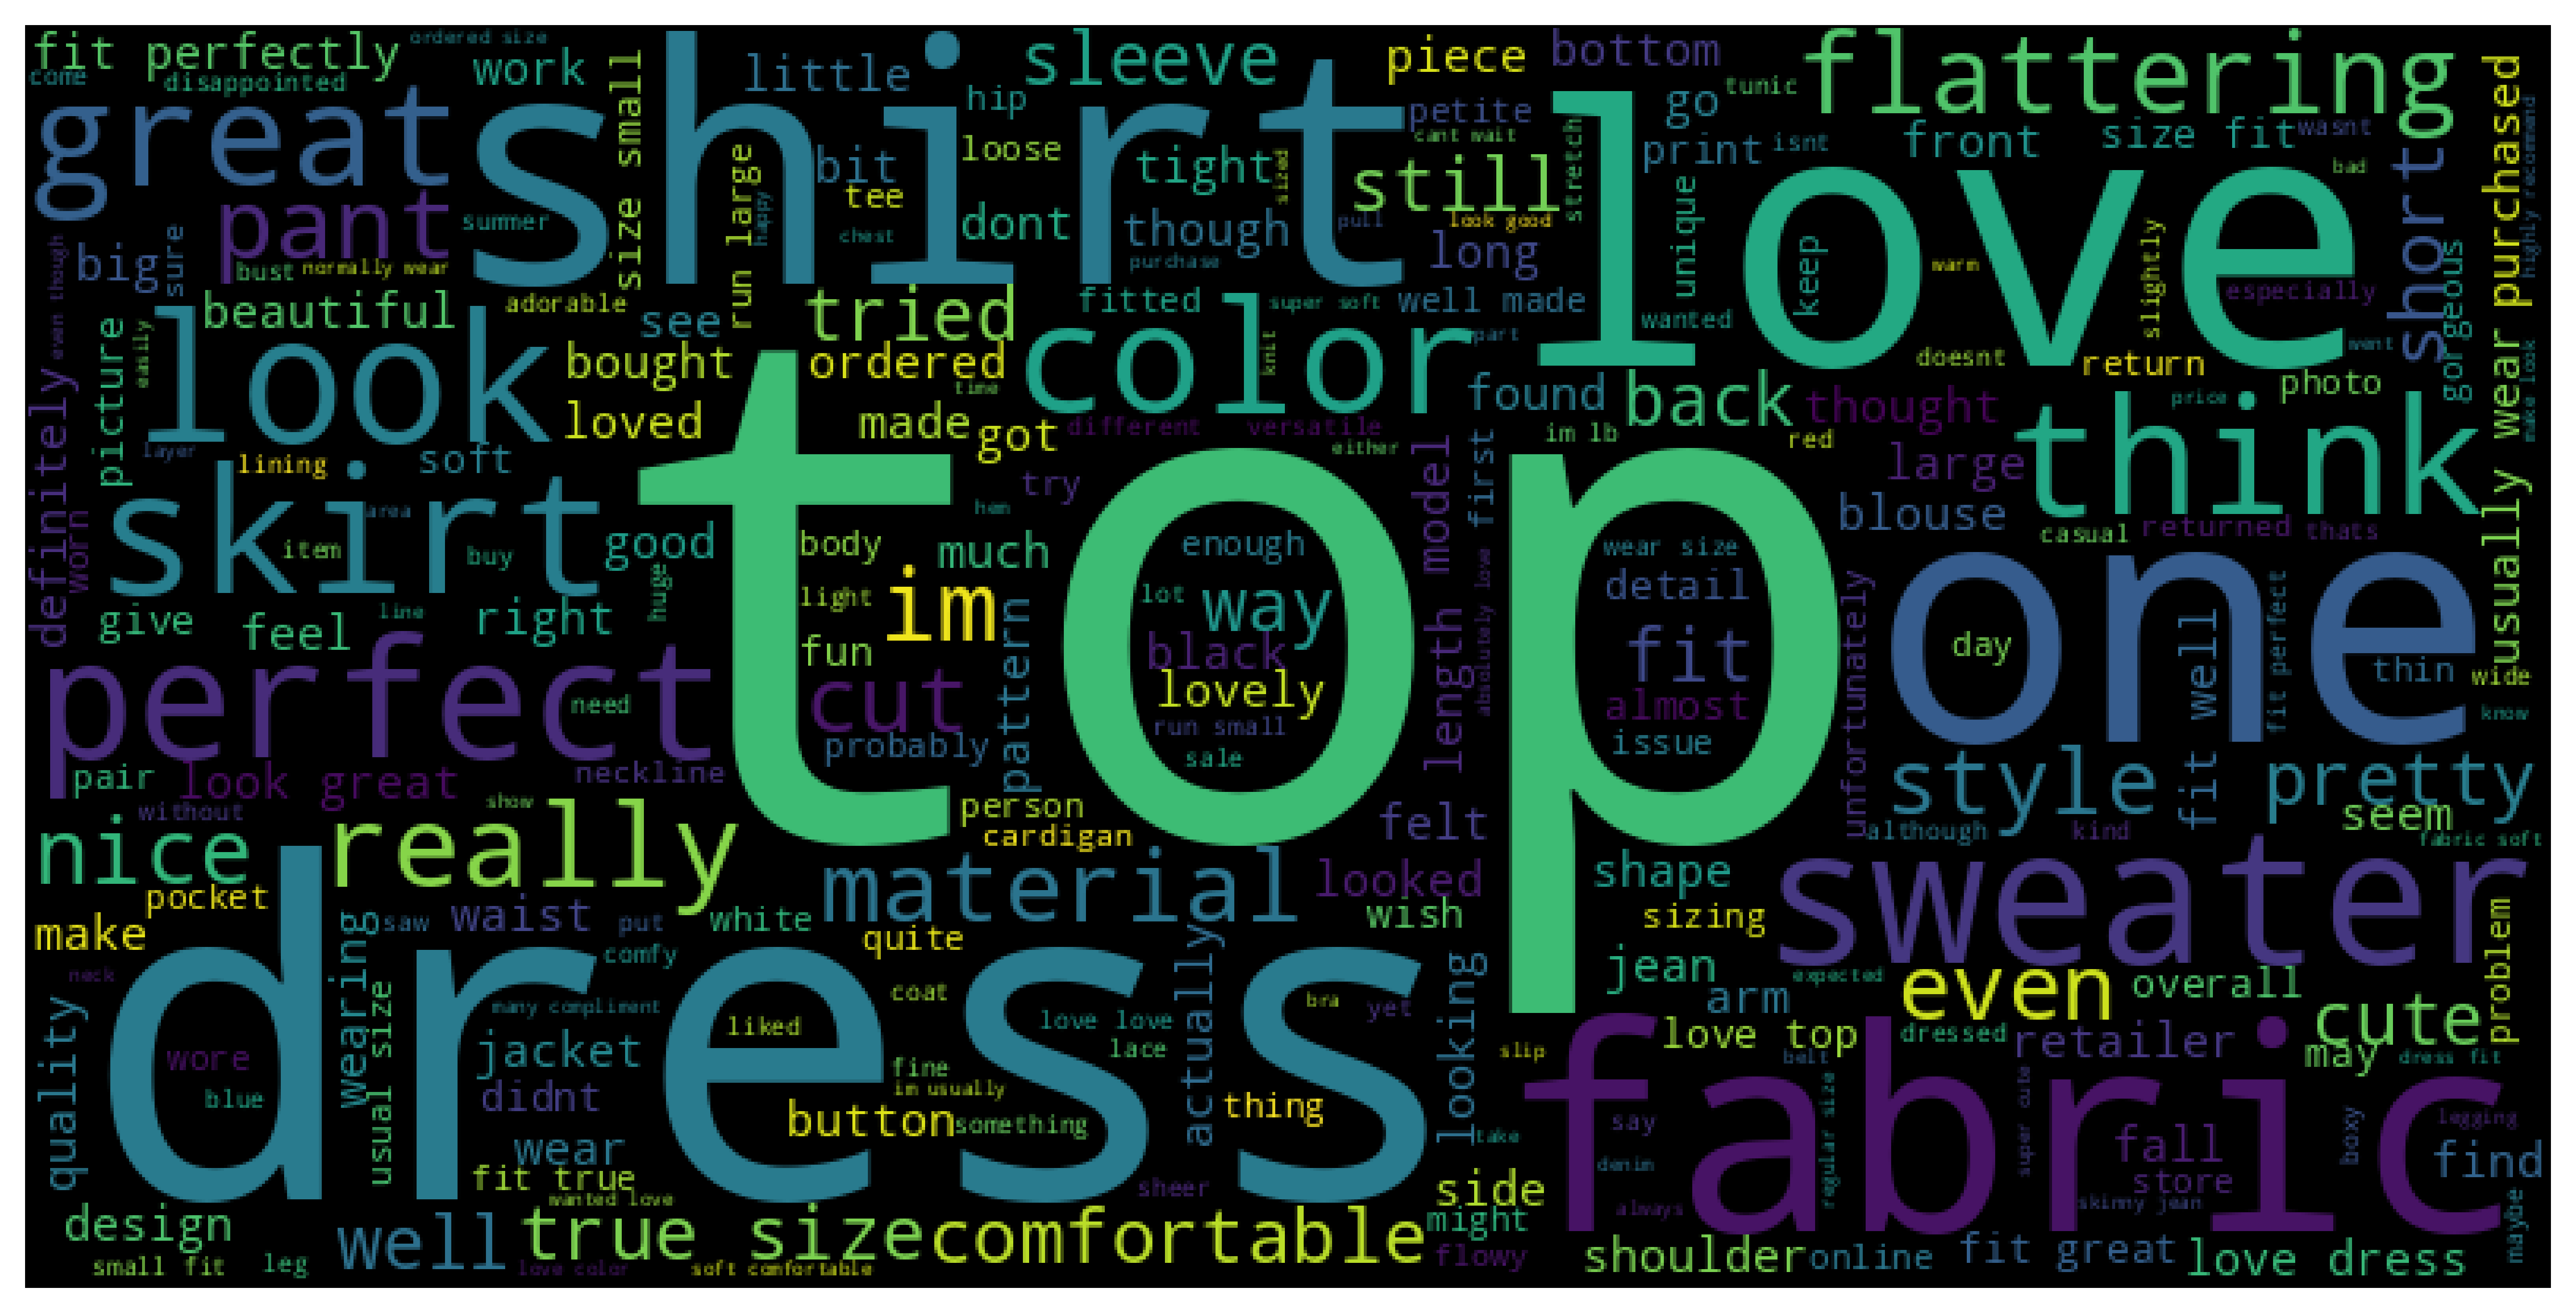 fit perfectly
ordered size
come
disappointed
work
little
sleeve
piece
bottom
flattering
great
shirt
size small
hip
petite
go
tunic
cant wait
love
print
isnt
front
size fit
wasnt
short
wear purchased
highly recommend
pant
summer
run large
happy
bit
tee
loose
tight
sized
still
stretch
bad
big
sure
bust
normally wear
chest
dont
though
purchase
pull
look good
long
unique
keep
warm
slightly
especially
gorgeous
even though
beautiful
adorable
see
tried
fitted
super soft
well made
wanted
part
picture
easily
look
bought
ordered
color
knit
doesnt
return
photo
went
make look
definitely
loved
made
time
got
different
versatile
either
found
back
im lb
thought
red
price
think
layer
lining
soft
try
model
first
large
worn
skirt
area
item
buy
good
top
hem
body
much
enough
wear size
blouse
casual
returned
thats
usually
give
feel
line
right
huge
light
im
pattern
lot
way
detail
absolutely love
length
unfortunately
one
day
fit well
fit perfect
thin
wide
perfect
need
fun
cut
black
lovely
fit
almost
know
probably
run small
issue
pair
look great
neckline
sale
style
pretty
without
show
nice
really
person
cardigan
felt
although
kind
seem
fabric soft
pocket
material
looked
shape
sweater
make
saw
waist
put
white
quite
wish
sizing
wearing
comfy
actually
looking
jean
expected
even
overall
problem
neck
quality
usual size
dress
many compliment
coat
love love
bra
yet
arm
cute
wore
jacket
liked
lace
slip
love top
belt
dressed
retailer
may
dress fit
blue
didnt
fine
im usually
button
something
thing
take
fabric
say
regular size
super cute
boxy
legging
wear
fall
find
fit true
wanted love
sheer
side
denim
store
design
well
true size
comfortable
might
always
skinny jean
maybe
small fit
leg
love color
soft comfortable
flowy
shoulder
online
fit great
love dress